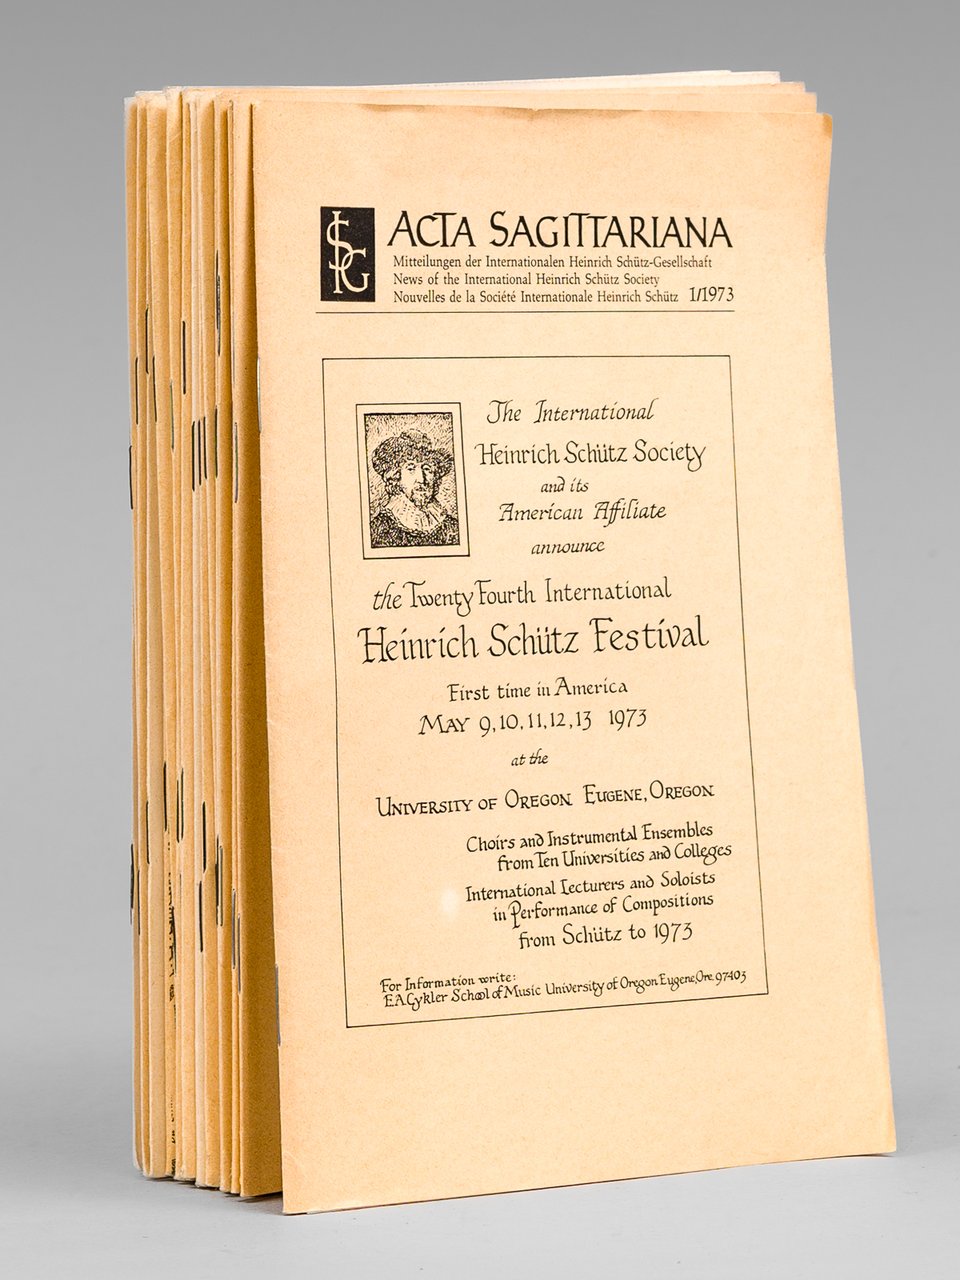 ISG
ACTA SAGITTARIANA
Mitteilungen der Internationalen Heinrich Schütz-Gesellschaft
News of the International Heinrich Schütz Society
Nouvelles de la Société Internationale Heinrich Schütz 1/1973
The International
Heinrich Schütz Society
and its
American Affiliate
announce
the Twenty Fourth International
Heinrich Schütz Festival
First time in America
MAY 9,10,11,12,13 1973
at the
UNIVERSITY OF OREGON EUGENE, OREGON
Choirs and Instrumental Ensembles
from Ten Universities and Colleges
International Lecturers and Soloists
in Performance of Compositions
from Schütz to 1973
For Information write:
E.A.Cykler School of Music University of Oregon Eugene,Ore. 97403